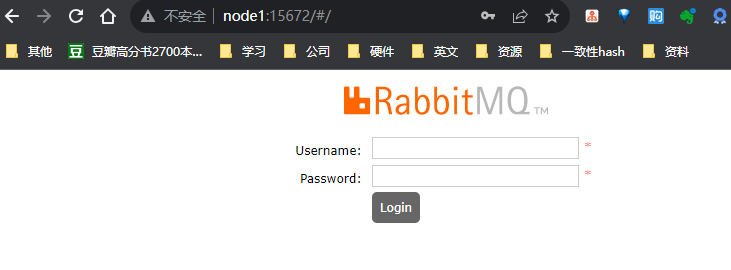 不安全 node1:15672/#/
其他 豆 豆瓣高分书2700本... 学习 公司 硬件 英文 资源 一致性hash 资料
RabbitMQ TM
Username: *
Password: *
Login